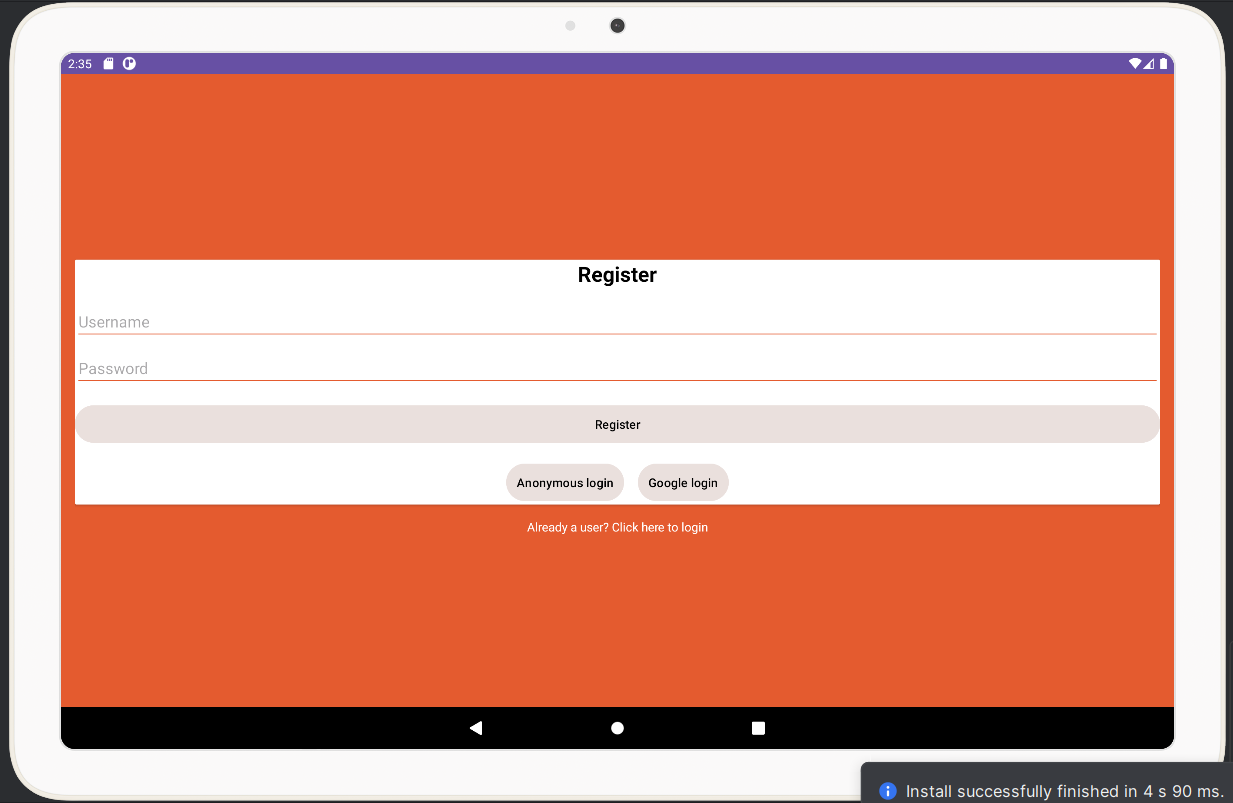 2:35
Register
Username
Password
Register
Anonymous login Google login
Already a user? Click here to login
Install successfully finished in 4 s 90 ms.